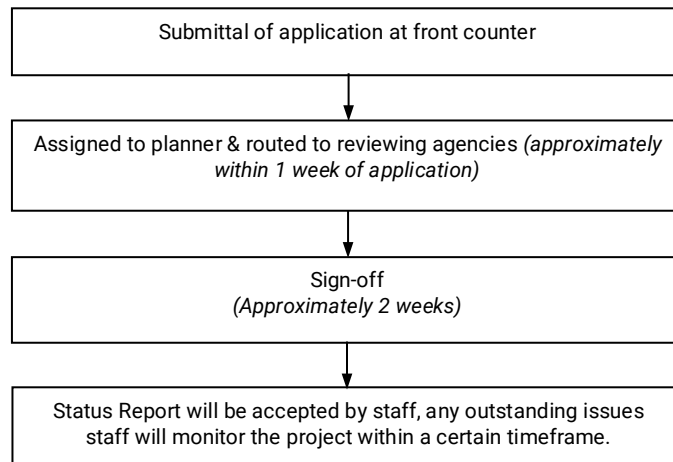 Submittal of application at front counter
Assigned to planner & routed to reviewing agencies (approximately
within 1 week of application)
Sign-off
(Approximately 2 weeks)
Status Report will be accepted by staff, any outstanding issues
staff will monitor the project within a certain timeframe.